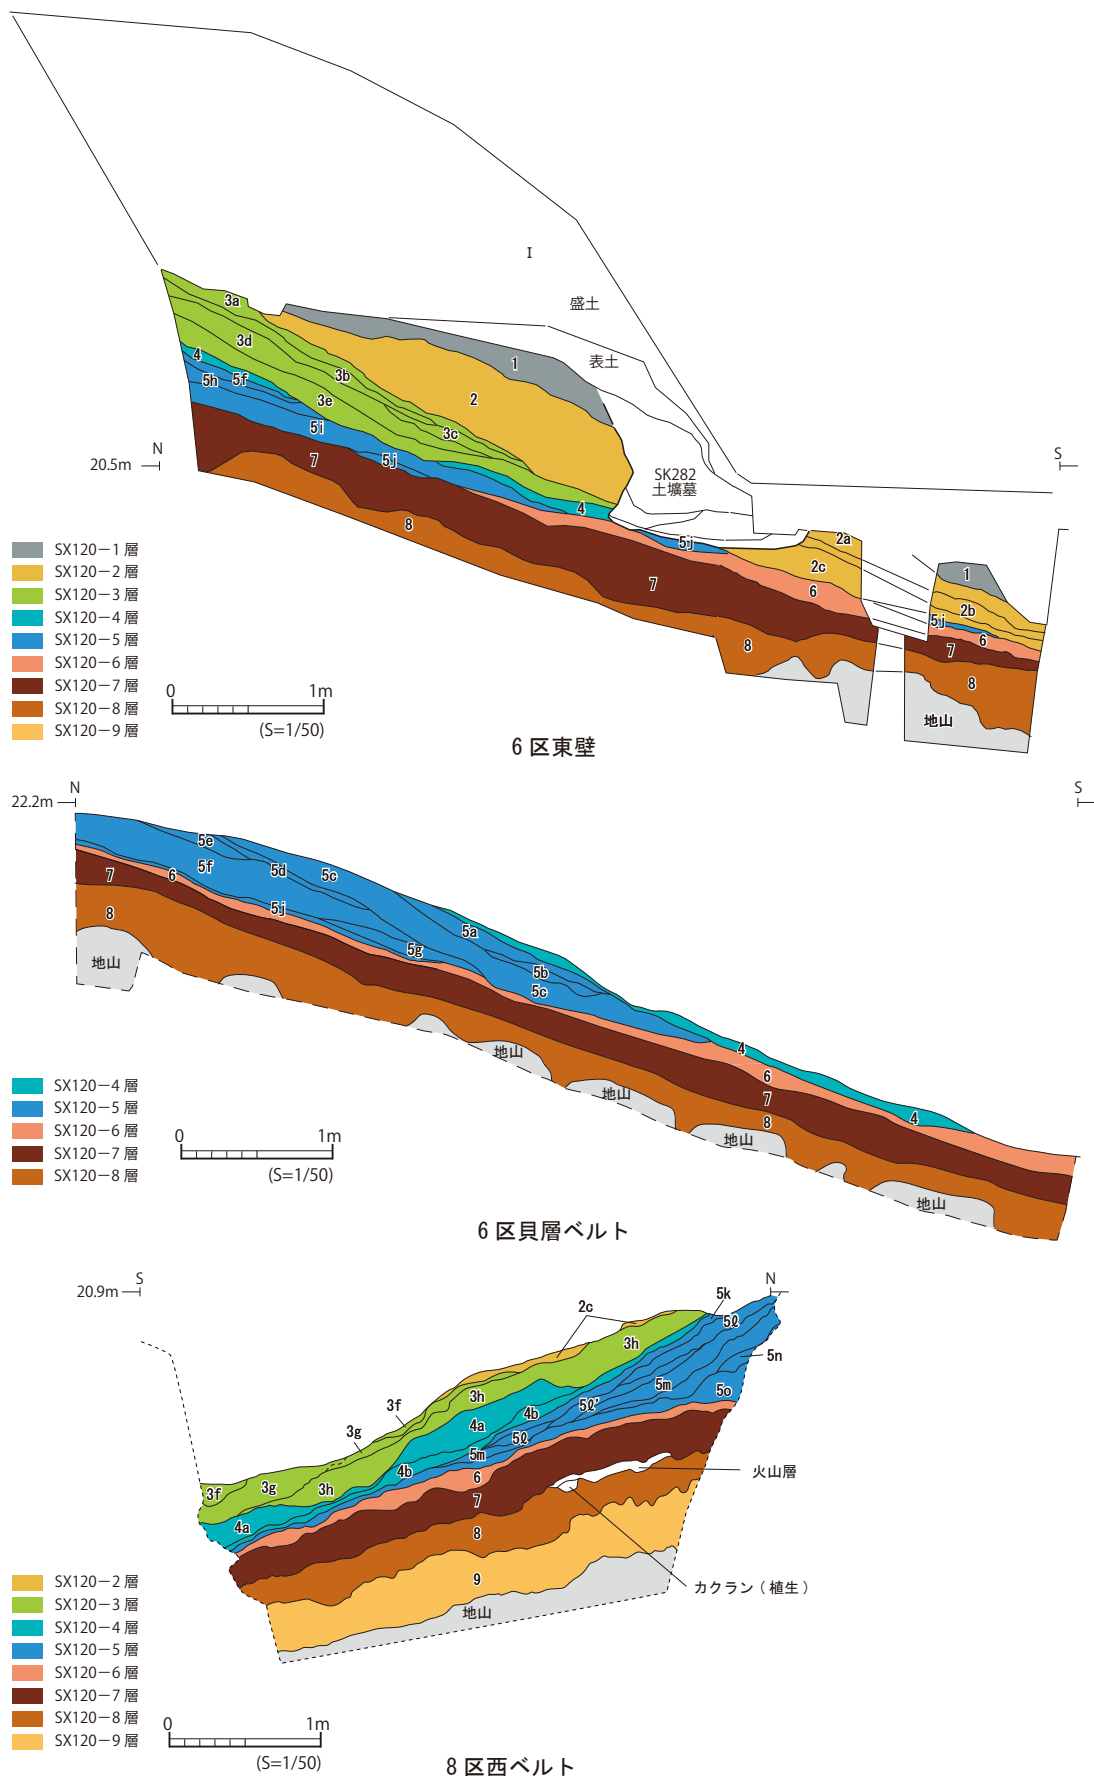 I
盛土
表土
3a
3d
4
5h
5f
3b
3e
5i
3c
1
2
7
5j
8
4
N
20.5m
S
SK282
土壙墓
5j
2a
2c
7
6
8
1
2b
5j
6
7
8
地山
SX120－1 層
SX120－2 層
SX120－3 層
SX120－4 層
SX120－5 層
SX120－6 層
SX120－7 層
SX120－8 層
SX120－9 層
0
1m
(S=1/50)
6 区東壁
N
22.2m
S
5e
5f
5d
5c
7
6
8
5j
5a
5g
5b
5c
地山
地山
地山
地山
地山
4
6
7
8
4
SX120－4 層
SX120－5 層
SX120－6 層
SX120－7 層
SX120－8 層
0
1m
(S=1/50)
6 区貝層ベルト
S
20.9m
N
2c
5k
5ℓ
3h
5n
5m
5o
3h
3f
4a
4b
5ℓ'
3g
5ℓ
5m
4b
6
3f
3g
3h
7
4a
8
火山層
9
カクラン ( 植生 )
地山
SX120－2 層
SX120－3 層
SX120－4 層
SX120－5 層
SX120－6 層
SX120－7 層
SX120－8 層
SX120－9 層
0
1m
(S=1/50)
8 区西ベルト